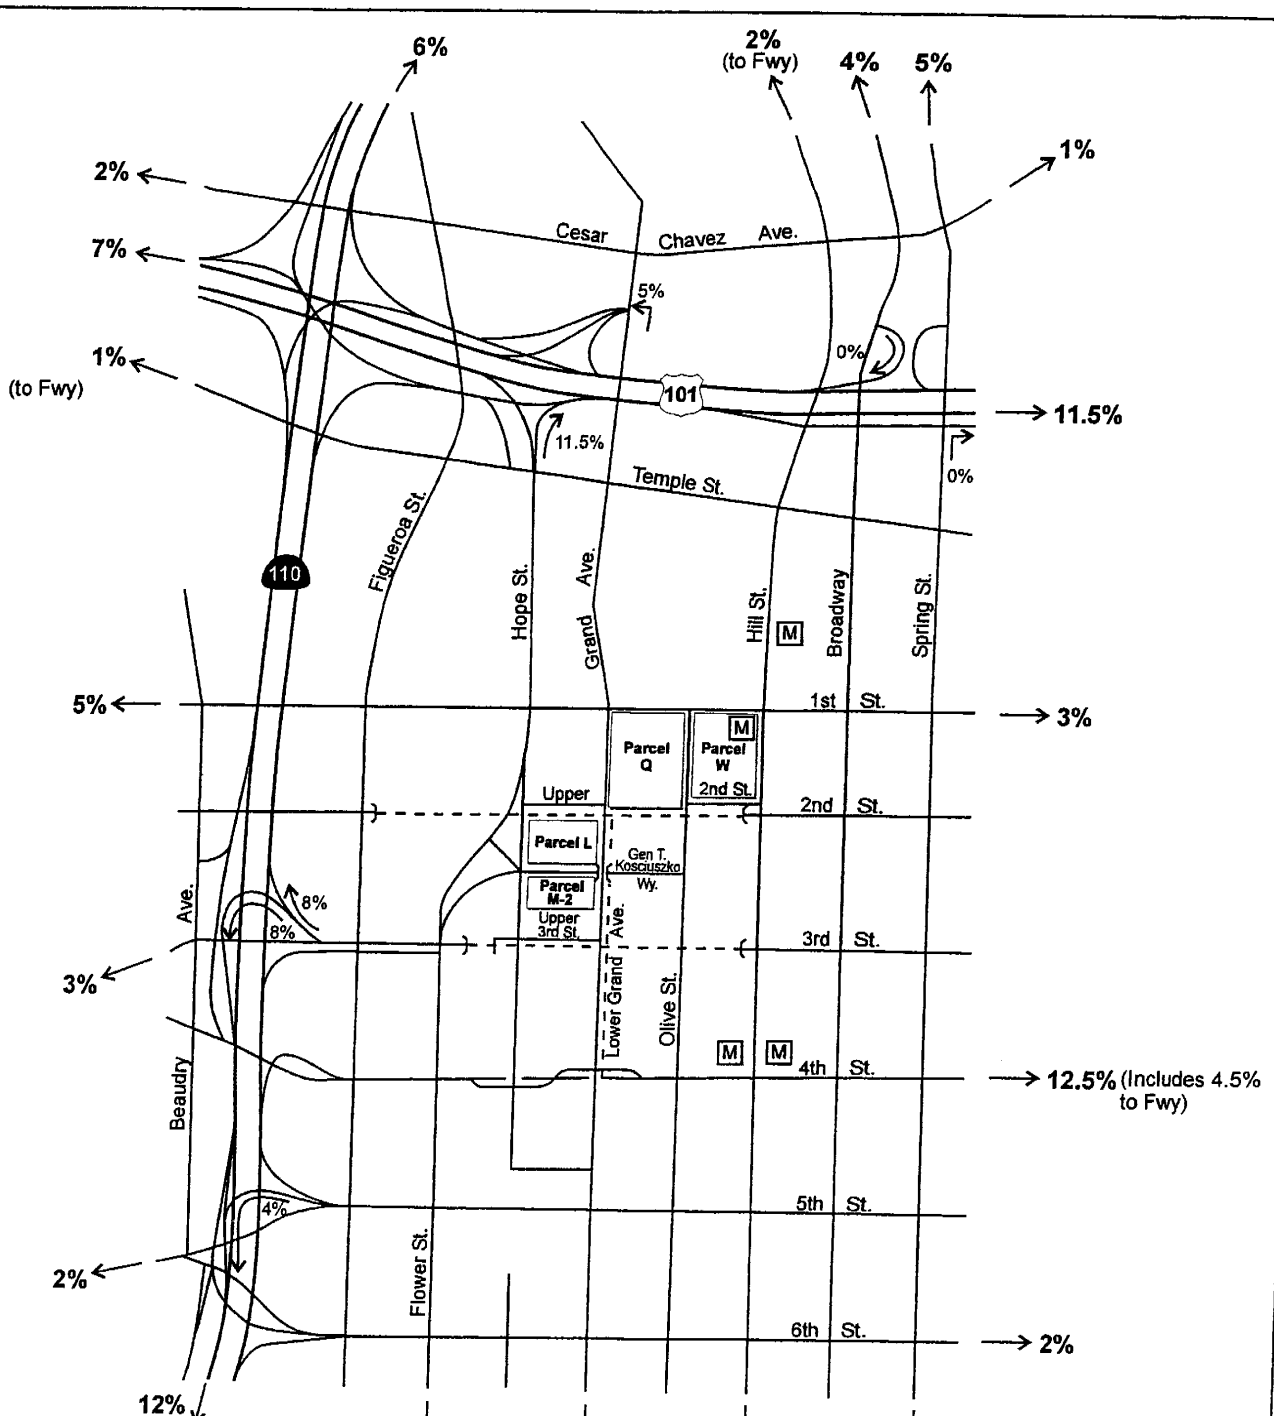 6%
2%
(to Fwy)
4%
5%
1%
2%
Cesar Chavez Ave.
7%
5%
1%
(to Fwy)
0%
101
11.5%
11.5%
Temple St.
0%
Figueroa St.
110
Hope St.
Grand Ave.
Hill St.
M
Broadway
Spring St.
5%
1st St.
3%
Parcel
Q
M
Parcel
W
2nd St.
Upper
2nd St.
Parcel L
Gen T.
Kosciuszko
Wy.
Parcel
M-2
Upper
3rd St.
8%
8%
Beaudry Ave.
3rd St.
3%
Lower Grand Ave.
Olive St.
M
M
4th St.
12.5% (Includes 4.5%
to Fwy)
4%
5th St.
2%
Flower St.
6th St.
2%
12%